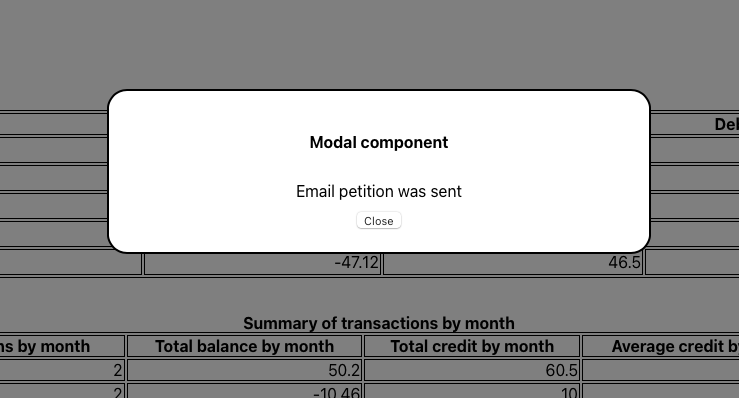 Modal component
Del
Email petition was sent
Close
-47.12 46.5
Summary of transactions by month
ns by month Total balance by month Total credit by month Average credit b
2 50.2 60.5
2 -10.46 10